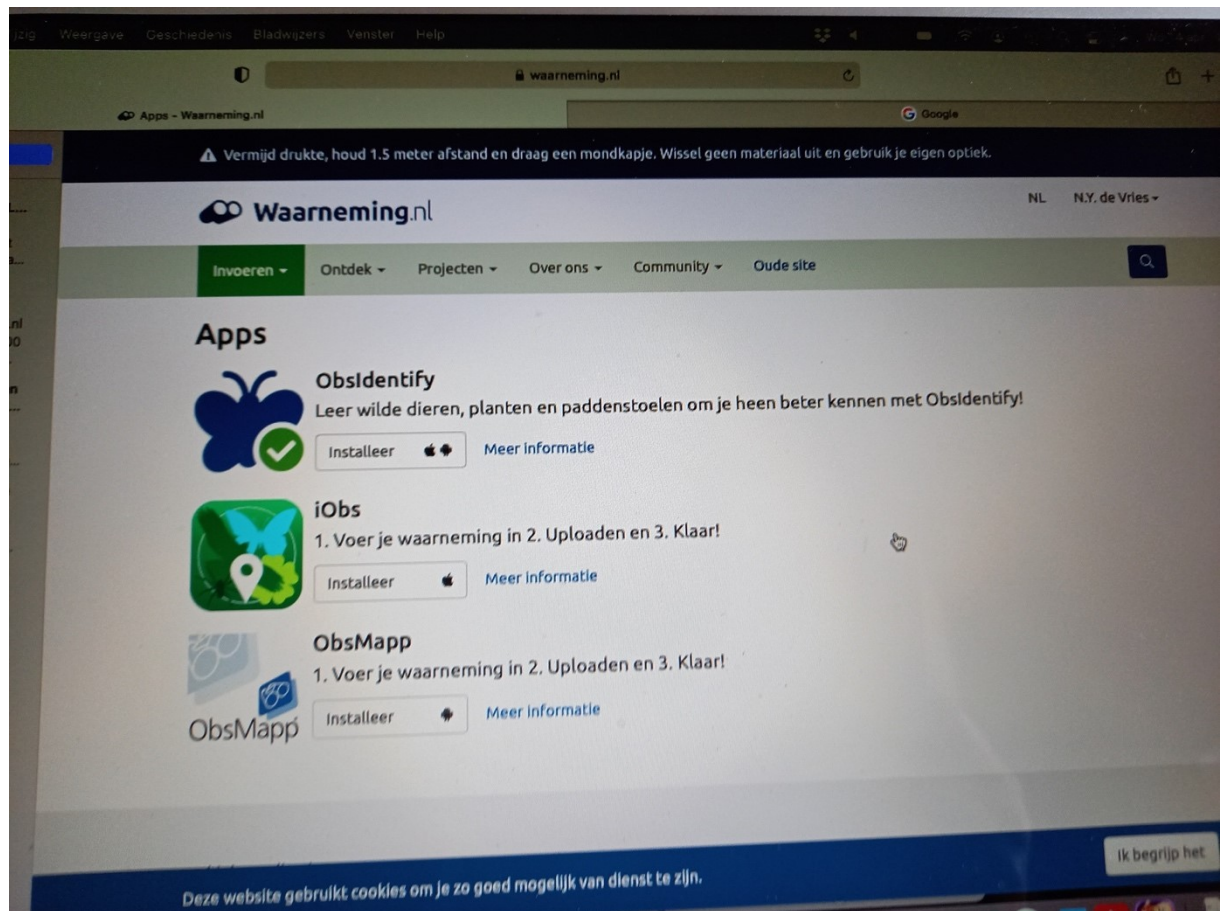 jzig Weergave Geschiedenis Bladwijzers Venster Help
waarneming.nl
Apps - Waarneming.nl
Google
Vermijd drukte, houd 1.5 meter afstand en draag een mondkapje. Wissel geen materiaal uit en gebruik je eigen optiek.
Waarneming.nl
NL N.Y. de Vries
Invoeren Ontdek Projecten Over ons Community Oude site
Apps
ObsIdentify
Leer wilde dieren, planten en paddenstoelen om je heen beter kennen met ObsIdentify!
Installeer Meer informatie
iObs
1. Voer je waarneming in 2. Uploaden en 3. Klaar!
Installeer Meer informatie
ObsMapp
1. Voer je waarneming in 2. Uploaden en 3. Klaar!
Installeer Meer informatie
ObsMapp
Ik begrijp het
Deze website gebruikt cookies om je zo goed mogelijk van dienst te zijn.